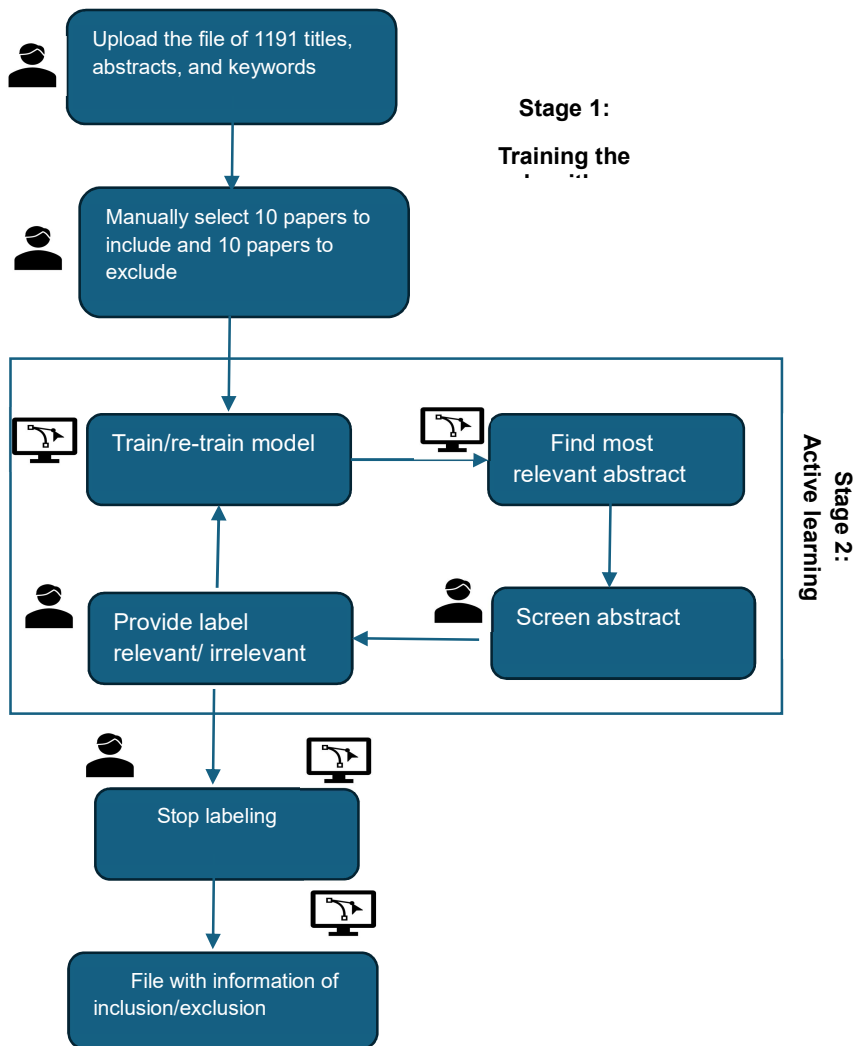 Upload the file of 1191 titles,
abstracts, and keywords
Stage 1:
Training the
Manually select 10 papers to
include and 10 papers to
exclude
Train/re-train model
Find most
relevant abstract
Stage 2:
Active learning
Provide label
relevant/ irrelevant
Screen abstract
Stop labeling
File with information of
inclusion/exclusion